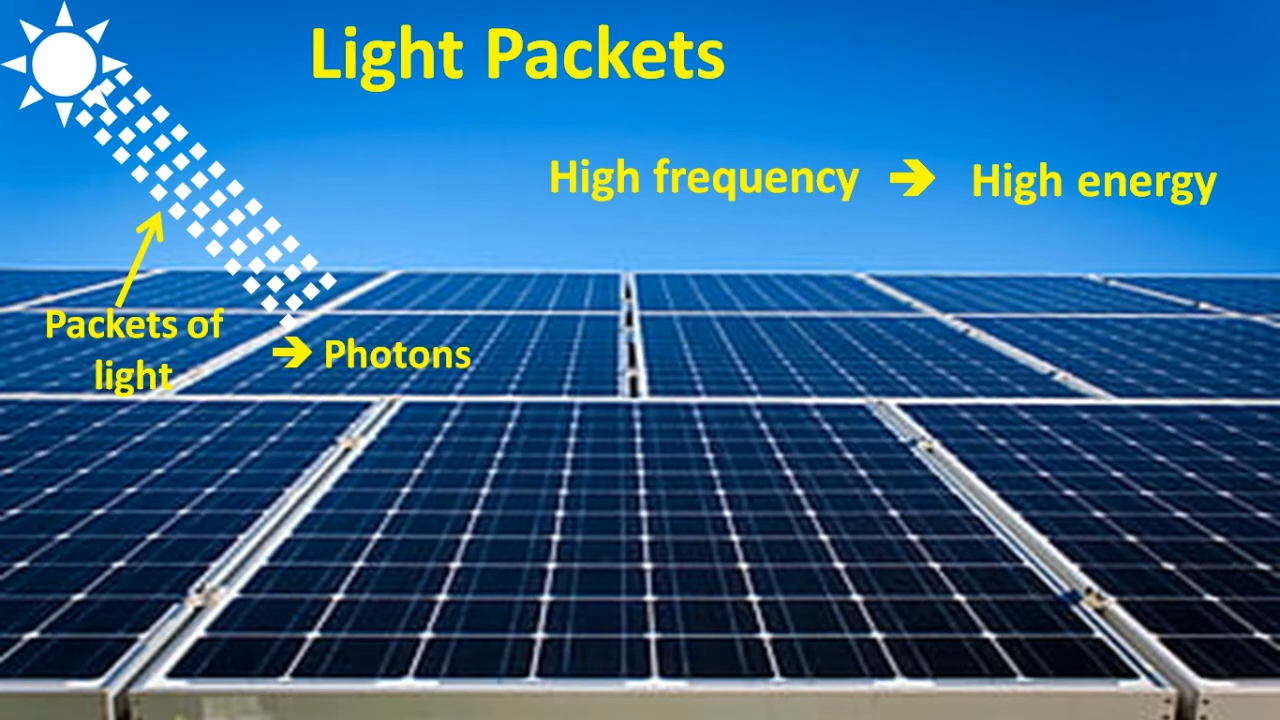 Light Packets
High frequency ➔ High energy
Packets of
light
➔ Photons